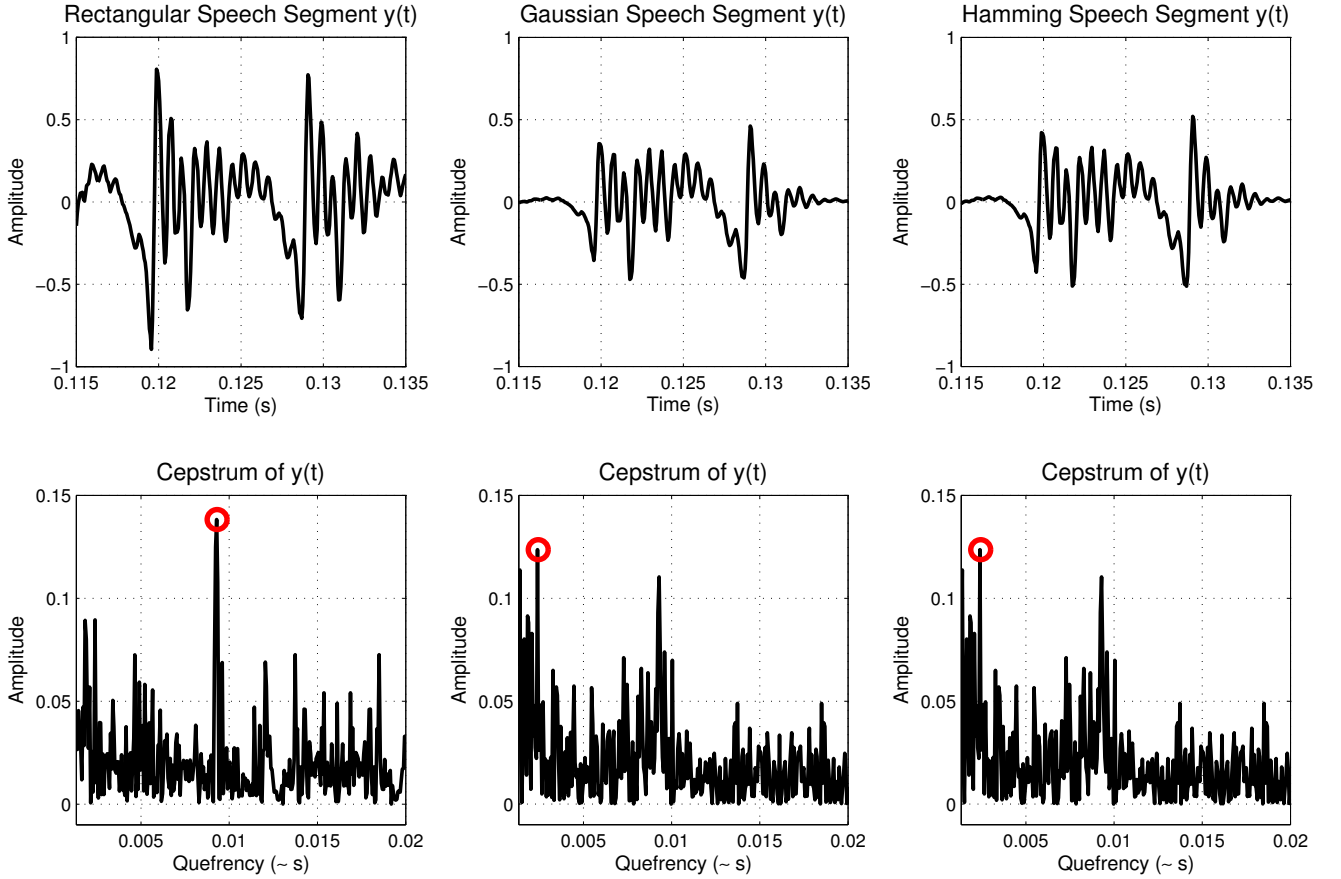 Rectangular Speech Segment y(t)
1
0.5
0
−0.5
−1
Amplitude
0.115 0.12 0.125 0.13 0.135
Time (s)
Gaussian Speech Segment y(t)
1
0.5
0
−0.5
−1
Amplitude
0.115 0.12 0.125 0.13 0.135
Time (s)
Hamming Speech Segment y(t)
1
0.5
0
−0.5
−1
Amplitude
0.115 0.12 0.125 0.13 0.135
Time (s)
Cepstrum of y(t)
0.15
0.1
0.05
0
Amplitude
0.005 0.01 0.015 0.02
Quefrency (~ s)
Cepstrum of y(t)
0.15
0.1
0.05
0
Amplitude
0.005 0.01 0.015 0.02
Quefrency (~ s)
Cepstrum of y(t)
0.15
0.1
0.05
0
Amplitude
0.005 0.01 0.015 0.02
Quefrency (~ s)